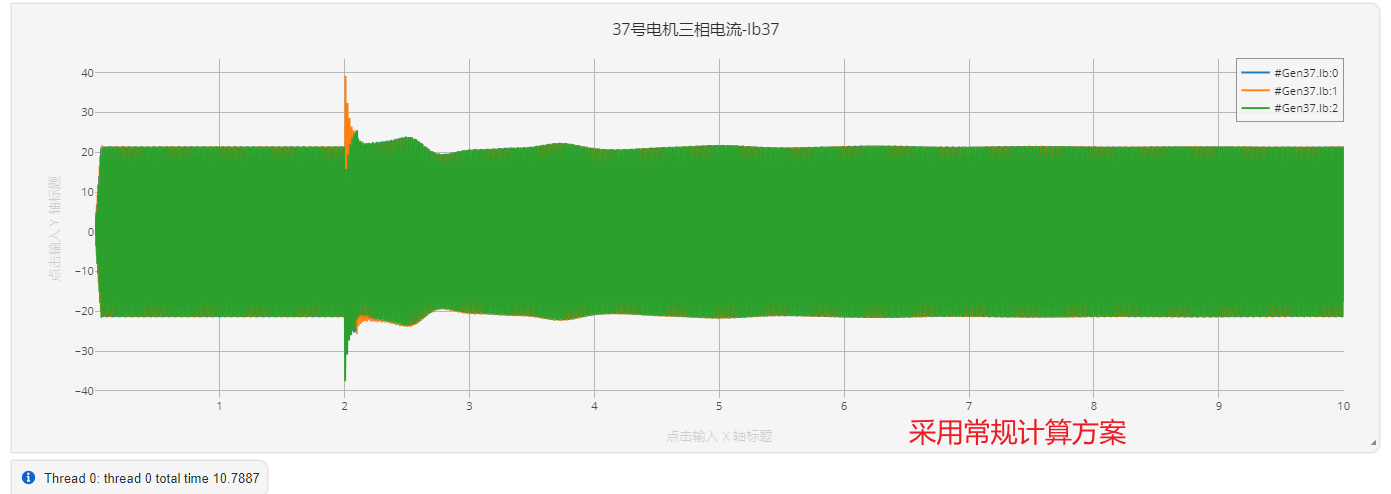 37号电机三相电流-Ib37
40
30
20
10
0
−10
−20
−30
−40
点击输入 Y 轴标题
#Gen37.Ib:0
#Gen37.Ib:1
#Gen37.Ib:2
1 2 3 4 5 6 7 8 9 10
点击输入 X 轴标题
采用常规计算方案
Thread 0: thread 0 total time 10.7887